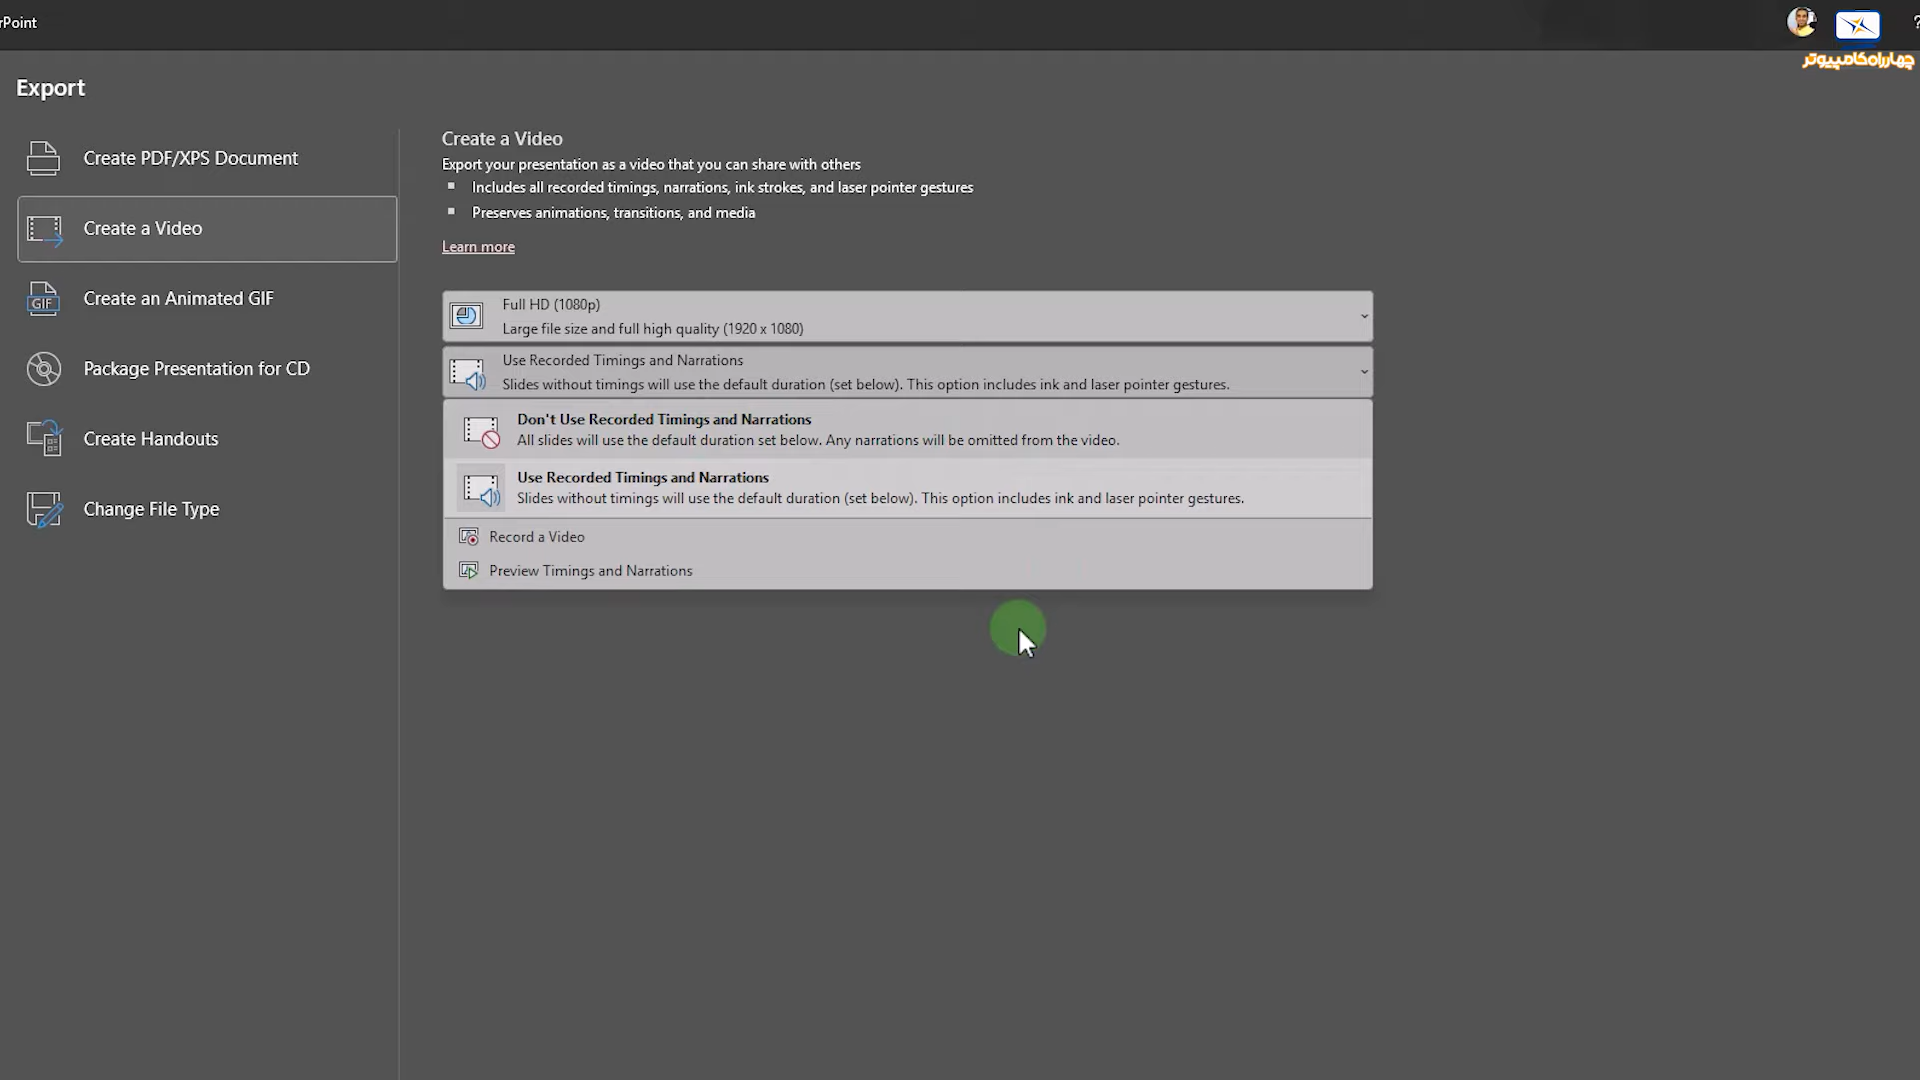 rPoint
?
چهارراه کامپیوتر
Export
Create PDF/XPS Document
Create a Video
Create an Animated GIF
GIF
Package Presentation for CD
Create Handouts
Change File Type
Create a Video
Export your presentation as a video that you can share with others
Includes all recorded timings, narrations, ink strokes, and laser pointer gestures
Preserves animations, transitions, and media
Learn more
Full HD (1080p)
Large file size and full high quality (1920 x 1080)
Use Recorded Timings and Narrations
Slides without timings will use the default duration (set below). This option includes ink and laser pointer gestures.
Don't Use Recorded Timings and Narrations
All slides will use the default duration set below. Any narrations will be omitted from the video.
Use Recorded Timings and Narrations
Slides without timings will use the default duration (set below). This option includes ink and laser pointer gestures.
Record a Video
Preview Timings and Narrations